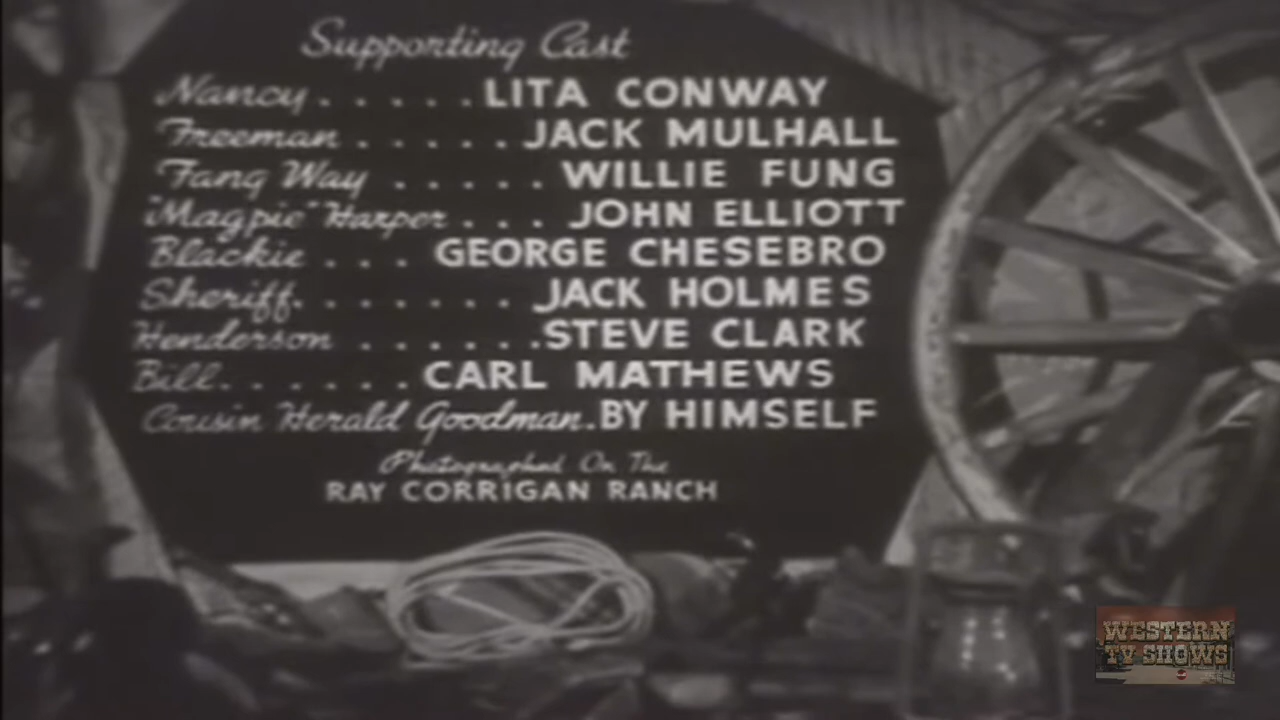 Supporting Cast
Nancy.....LITA CONWAY
Freeman.....JACK MULHALL
Fang Way.....WILLIE FUNG
"Magpie" Harper...JOHN ELLIOTT
Blackie...GEORGE CHESEBRO
Sheriff.......JACK HOLMES
Henderson......STEVE CLARK
Bill......CARL MATHEWS
Cousin Herald Goodman.BY HIMSELF
Photographed On The
RAY CORRIGAN RANCH
WESTERN
TV SHOWS